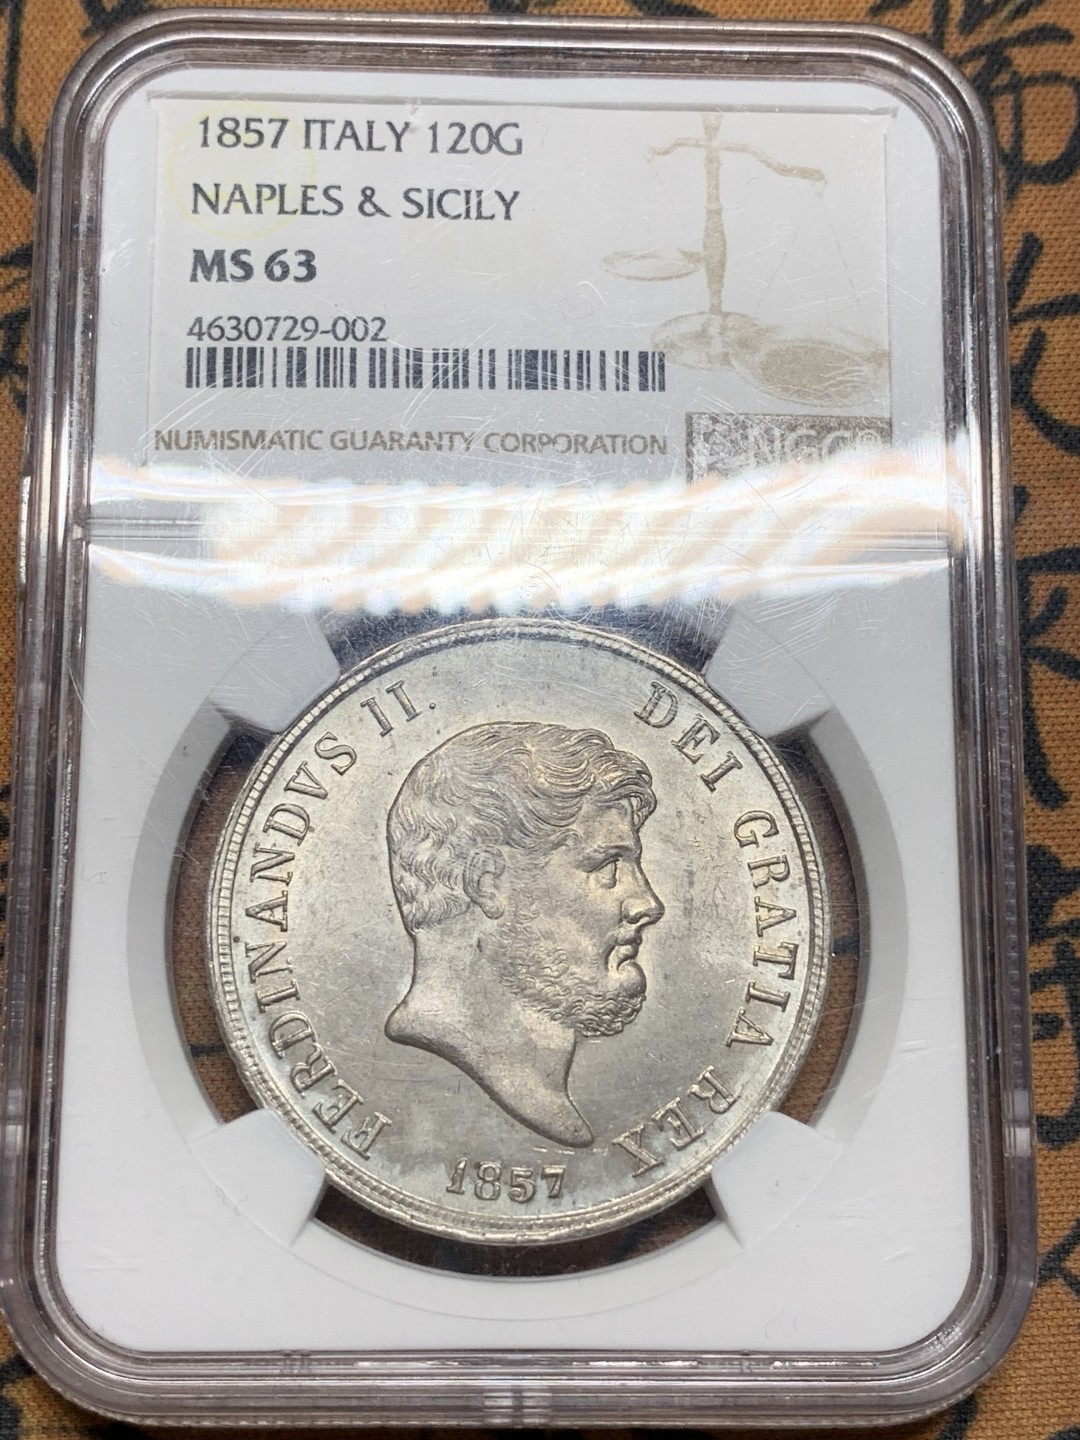 1857 ITALY 120G
NAPLES & SICILY
MS 63
4630729-002
NUMISMATIC GUARANTY CORPORATION
NGC®
FERDINANDVS II. DEI GRATIA REX
1857